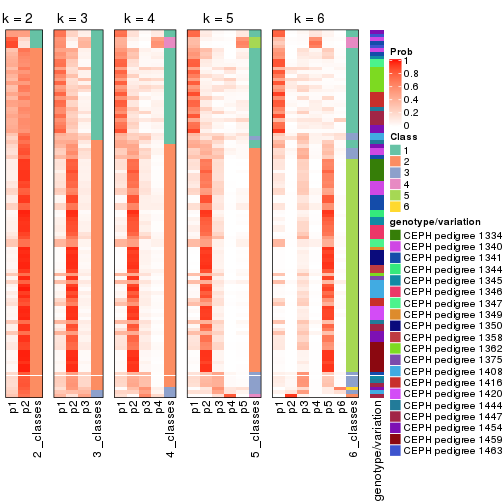 k = 2 k = 3 k = 4 k = 5 k = 6
Prob
1
0.8
0.6
0.4
0.2
0
Class
1
2
3
4
5
6
genotype/variation
CEPH pedigree 1334
CEPH pedigree 1340
CEPH pedigree 1341
CEPH pedigree 1344
CEPH pedigree 1345
CEPH pedigree 1346
CEPH pedigree 1347
CEPH pedigree 1349
CEPH pedigree 1350
CEPH pedigree 1358
CEPH pedigree 1362
CEPH pedigree 1375
CEPH pedigree 1408
CEPH pedigree 1416
CEPH pedigree 1420
CEPH pedigree 1444
CEPH pedigree 1447
CEPH pedigree 1454
CEPH pedigree 1459
CEPH pedigree 1463
p1 p2 2_classes p1 p2 p3 3_classes p1 p2 p3 p4 4_classes p1 p2 p3 p4 p5 5_classes p1 p2 p3 p4 p5 p6 6_classes genotype/variation